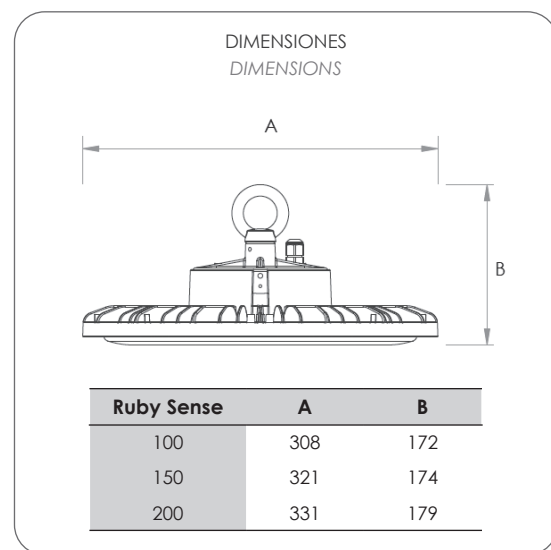 DIMENSIONES
DIMENSIONS
A
B
Ruby Sense A B
100 308 172
150 321 174
200 331 179